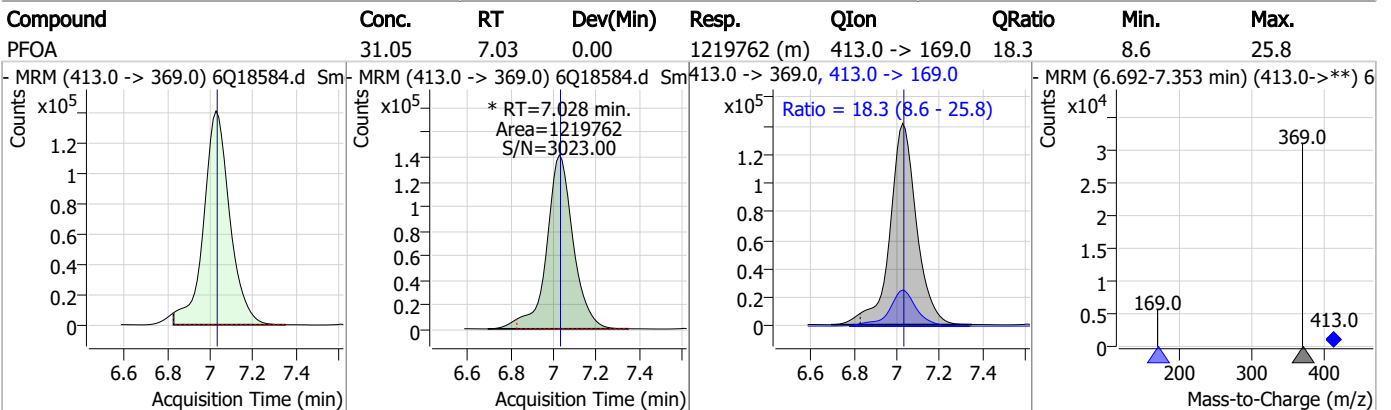 Compound Conc. RT Dev(Min) Resp. QIon QRatio Min. Max.
PFOA 31.05 7.03 0.00 1219762 (m) 413.0 -> 169.0 18.3 8.6 25.8
- MRM (413.0 -> 369.0) 6Q18584.d Sm
Counts
x10^5
1.2
1
0.8
0.6
0.4
0.2
0
6.6 6.8 7 7.2 7.4
Acquisition Time (min)
- MRM (413.0 -> 369.0) 6Q18584.d Sm
Counts
x10^5
* RT=7.028 min.
Area=1219762
S/N=3023.00
1.4
1.2
1
0.8
0.6
0.4
0.2
0
6.6 6.8 7 7.2 7.4
Acquisition Time (min)
413.0 -> 369.0, 413.0 -> 169.0
Counts
x10^5
Ratio = 18.3 (8.6 - 25.8)
1.2
1
0.8
0.6
0.4
0.2
0
6.6 6.8 7 7.2 7.4
Acquisition Time (min)
- MRM (6.692-7.353 min) (413.0->**) 6
Counts
x10^4
369.0
3
2.5
2
1.5
1
169.0
0.5
413.0
0
200 300 400
Mass-to-Charge (m/z)